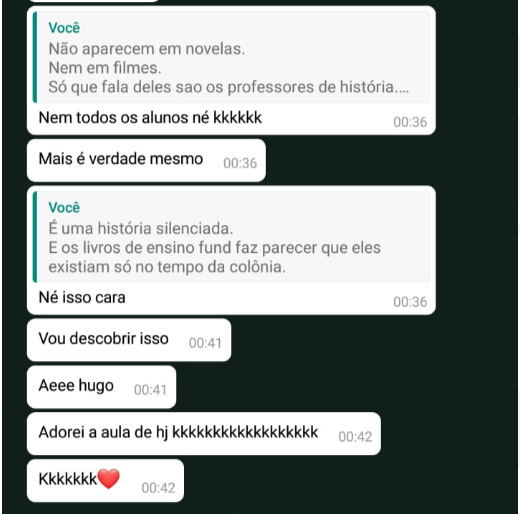 Você
Não aparecem em novelas.
Nem em filmes.
Só que fala deles sao os professores de história....
Nem todos os alunos né kkkkkk
00:36
Mais é verdade mesmo 00:36
Você
É uma história silenciada.
E os livros de ensino fund faz parecer que eles
existiam só no tempo da colônia.
Né isso cara
00:36
Vou descobrir isso 00:41
Aeee hugo 00:41
Adorei a aula de hj kkkkkkkkkkkkkkkkkk 00:42
Kkkkkkk❤️ 00:42